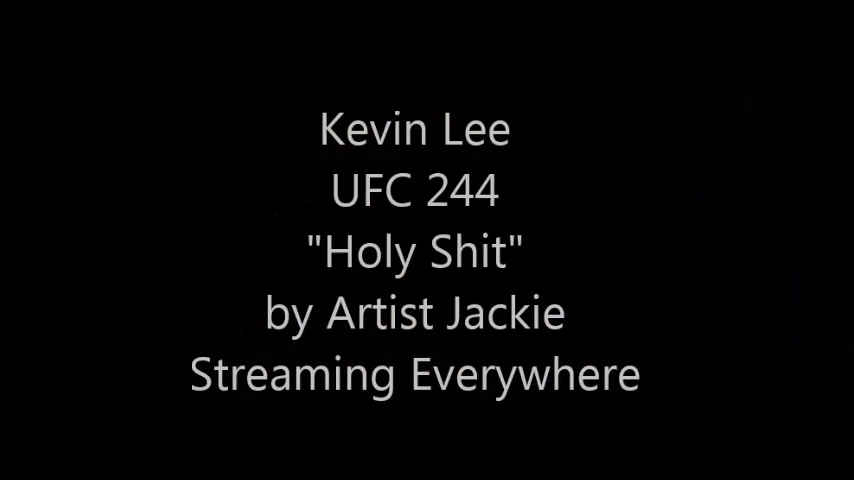 Kevin Lee
UFC 244
"Holy Shit"
by Artist Jackie
Streaming Everywhere